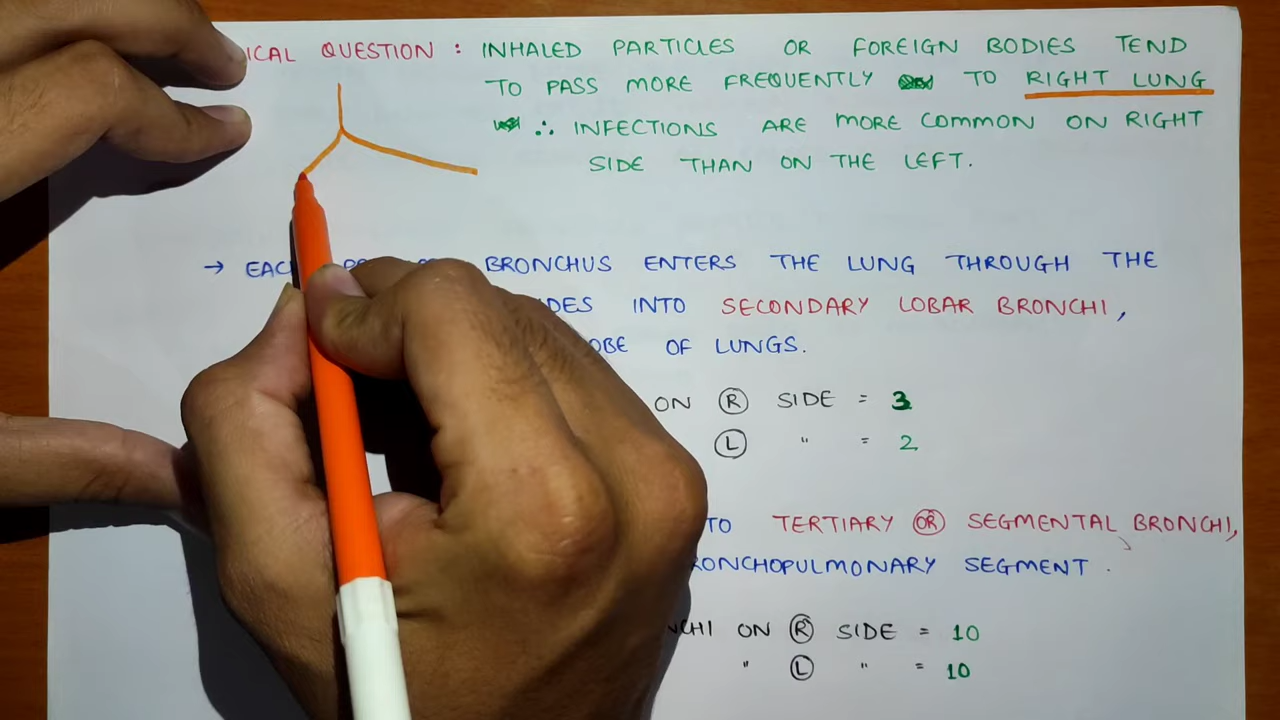 ICAL QUESTION : INHALED PARTICLES OR FOREIGN BODIES TEND
TO PASS MORE FREQUENTLY TO RIGHT LUNG
∴ INFECTIONS ARE MORE COMMON ON RIGHT
SIDE THAN ON THE LEFT.
→ EAC BRONCHUS ENTERS THE LUNG THROUGH THE
DES INTO SECONDARY LOBAR BRONCHI,
OBE OF LUNGS.
ON Ⓡ SIDE = 3
Ⓛ " = 2
TO TERTIARY OR SEGMENTAL BRONCHI,
RONCHOPULMONARY SEGMENT.
NCHI ON Ⓡ SIDE = 10
" Ⓛ " = 10